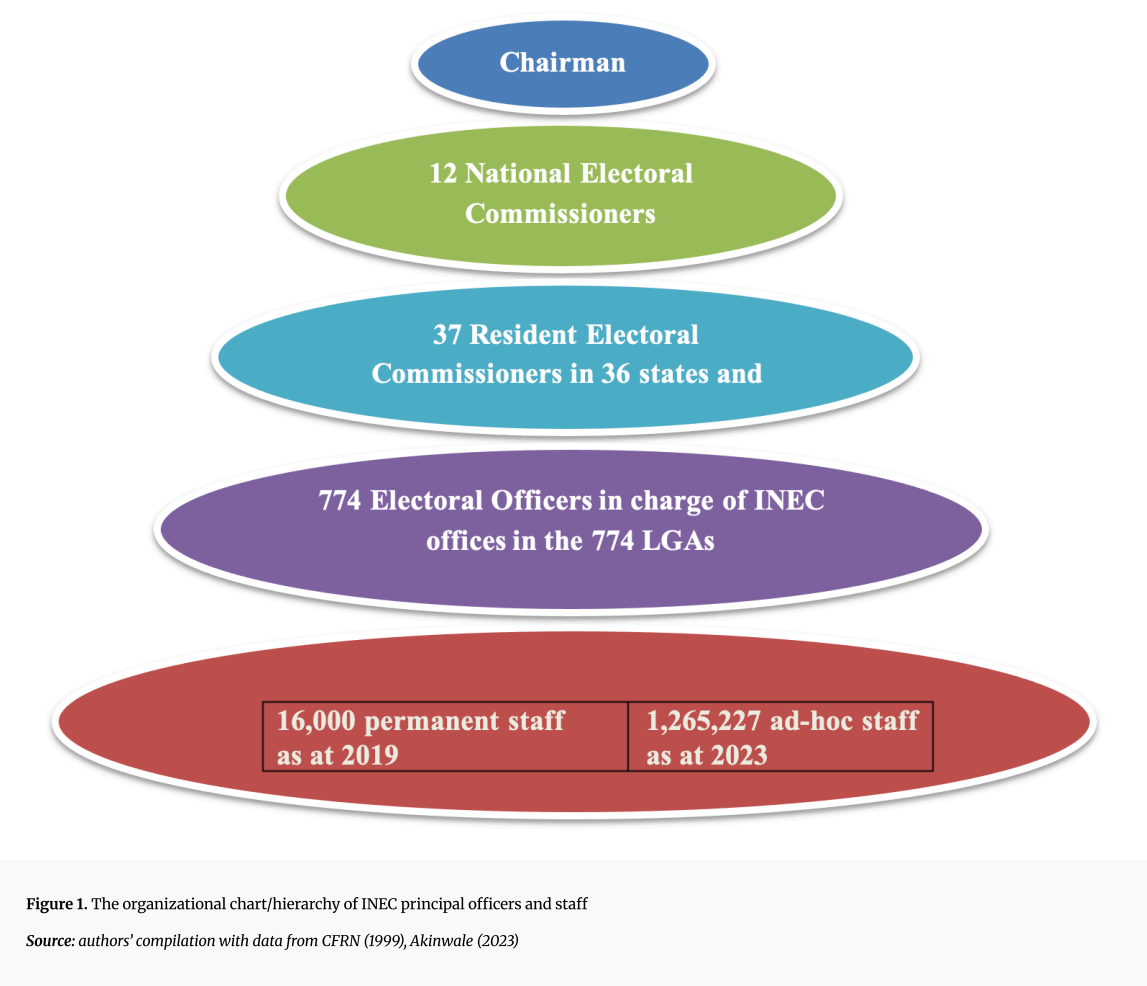 Chairman
12 National Electoral
Commissioners
37 Resident Electoral
Commissioners in 36 states and
774 Electoral Officers in charge of INEC
offices in the 774 LGAs
16,000 permanent staff
as at 2019
1,265,227 ad-hoc staff
as at 2023
Figure 1. The organizational chart/hierarchy of INEC principal officers and staff
Source: authors’ compilation with data from CFRN (1999), Akinwale (2023)